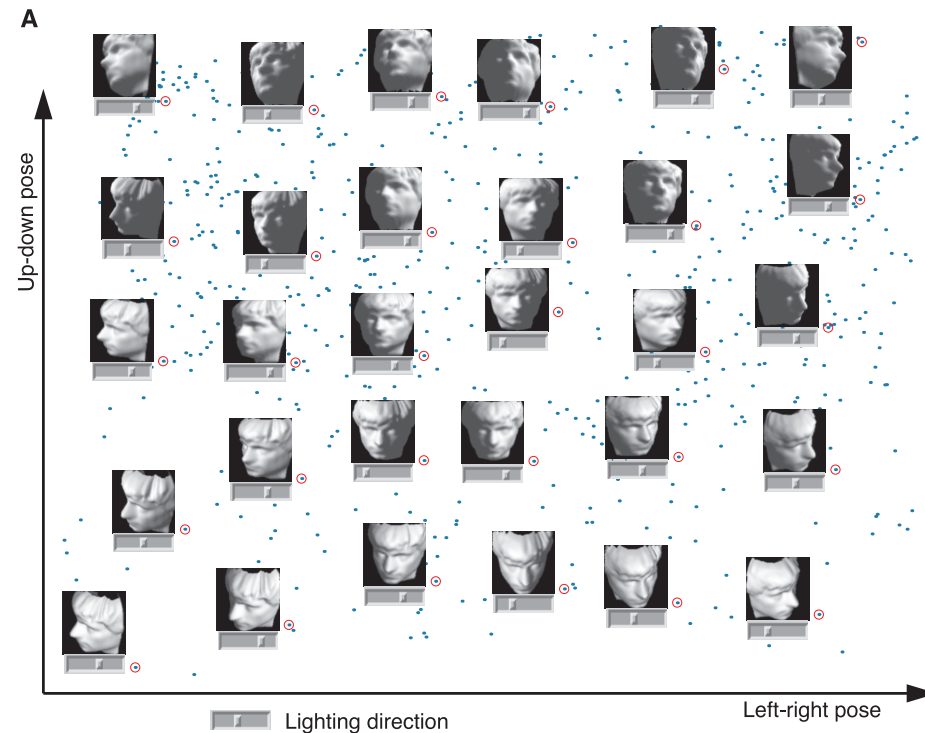 A
Up-down pose
Left-right pose
Lighting direction